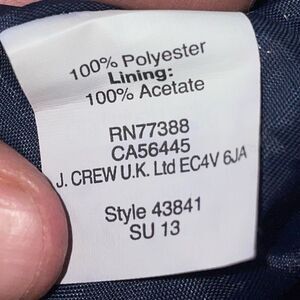 100% Polyester
Lining:
100% Acetate
RN77388
CA56445
J. CREW U.K. Ltd EC4V 6JA
Style 43841
SU 13